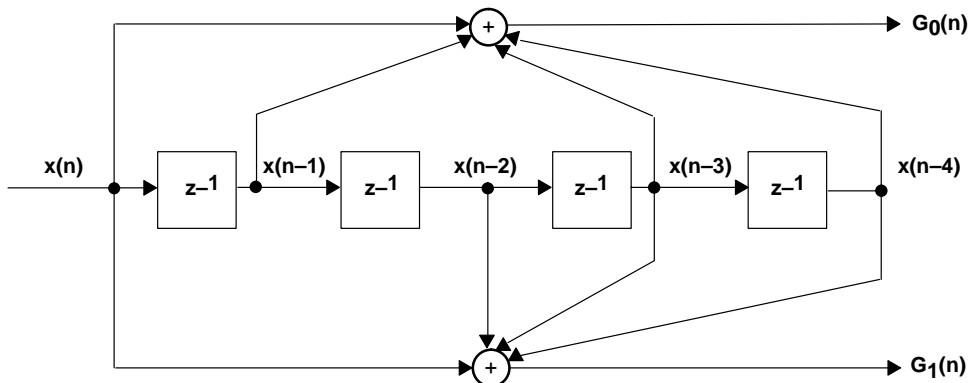 +
G₀(n)
x(n)
z–¹
x(n–1)
z–¹
x(n–2)
z–¹
x(n–3)
z–¹
x(n–4)
+
G₁(n)